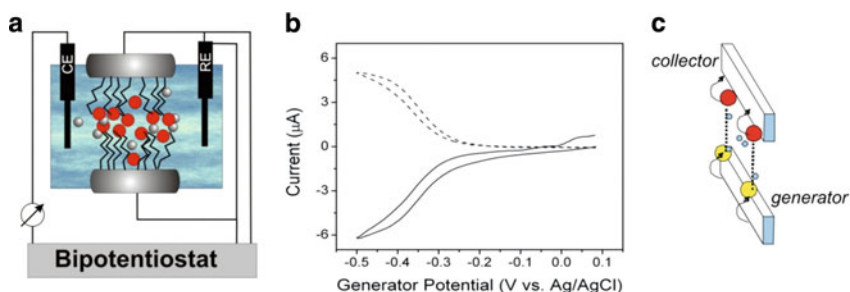 a
CE
RE
Bipotentiostat
b
Current (µA)
6
3
0
-3
-6
-0.5 -0.4 -0.3 -0.2 -0.1 0.0 0.1
Generator Potential (V vs. Ag/AgCl)
c
collector
generator